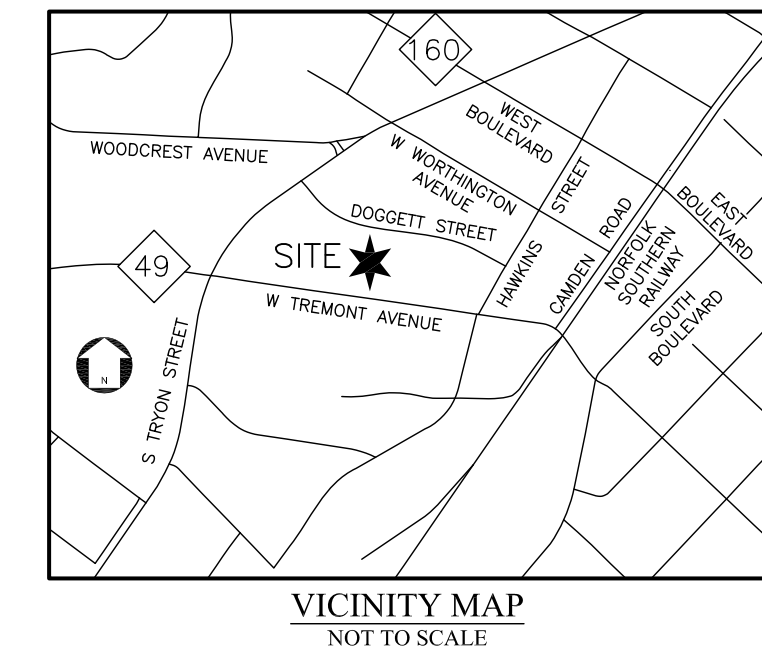 160
WEST
BOULEVARD
WOODCREST AVENUE
W WORTHINGTON
AVENUE
STREET
ROAD
EAST
BOULEVARD
DOGGETT STREET
SITE
49
HAWKINS
CAMDEN
NORFOLK
SOUTHERN
RAILWAY
W TREMONT AVENUE
SOUTH
BOULEVARD
N
S TRYON STREET
VICINITY MAP
NOT TO SCALE